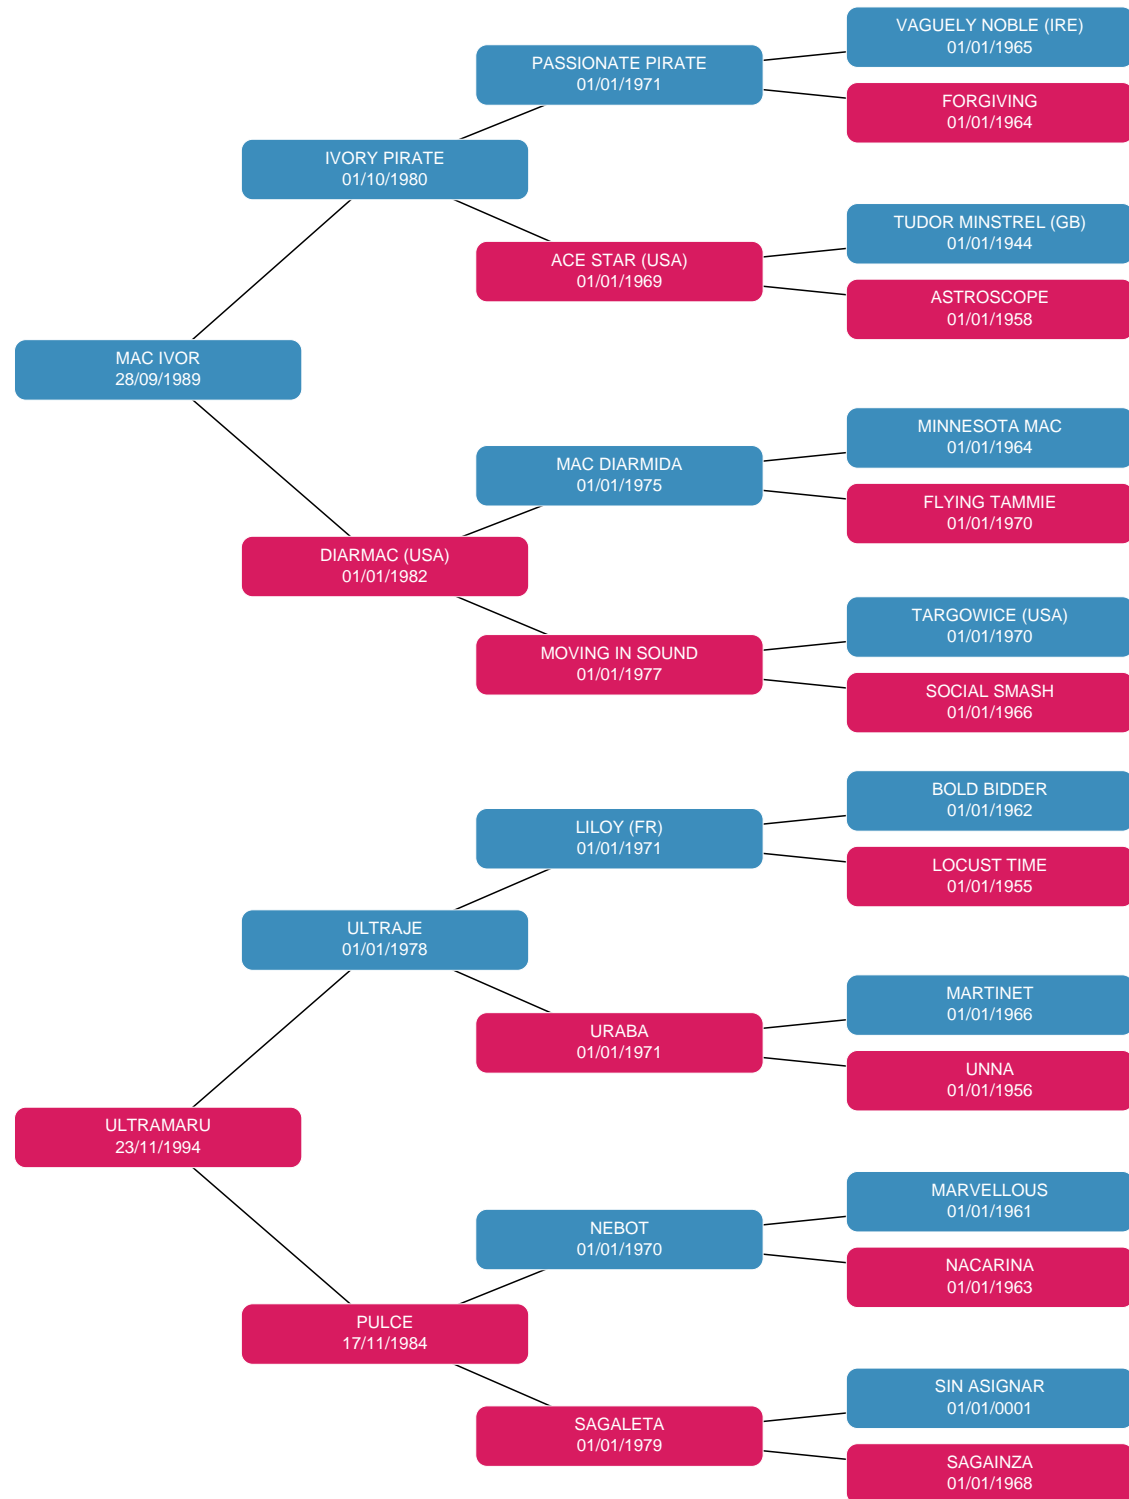 VAGUELY NOBLE (IRE)
01/01/1965
PASSIONATE PIRATE
01/01/1971
FORGIVING
01/01/1964
IVORY PIRATE
01/10/1980
TUDOR MINSTREL (GB)
01/01/1944
ACE STAR (USA)
01/01/1969
ASTROSCOPE
01/01/1958
MAC IVOR
28/09/1989
MINNESOTA MAC
01/01/1964
MAC DIARMIDA
01/01/1975
FLYING TAMMIE
01/01/1970
DIARMAC (USA)
01/01/1982
TARGOWICE (USA)
01/01/1970
MOVING IN SOUND
01/01/1977
SOCIAL SMASH
01/01/1966
BOLD BIDDER
01/01/1962
LILOY (FR)
01/01/1971
LOCUST TIME
01/01/1955
ULTRAJE
01/01/1978
MARTINET
01/01/1966
URABA
01/01/1971
UNNA
01/01/1956
ULTRAMARU
23/11/1994
MARVELLOUS
01/01/1961
NEBOT
01/01/1970
NACARINA
01/01/1963
PULCE
17/11/1984
SIN ASIGNAR
01/01/0001
SAGALETA
01/01/1979
SAGAINZA
01/01/1968